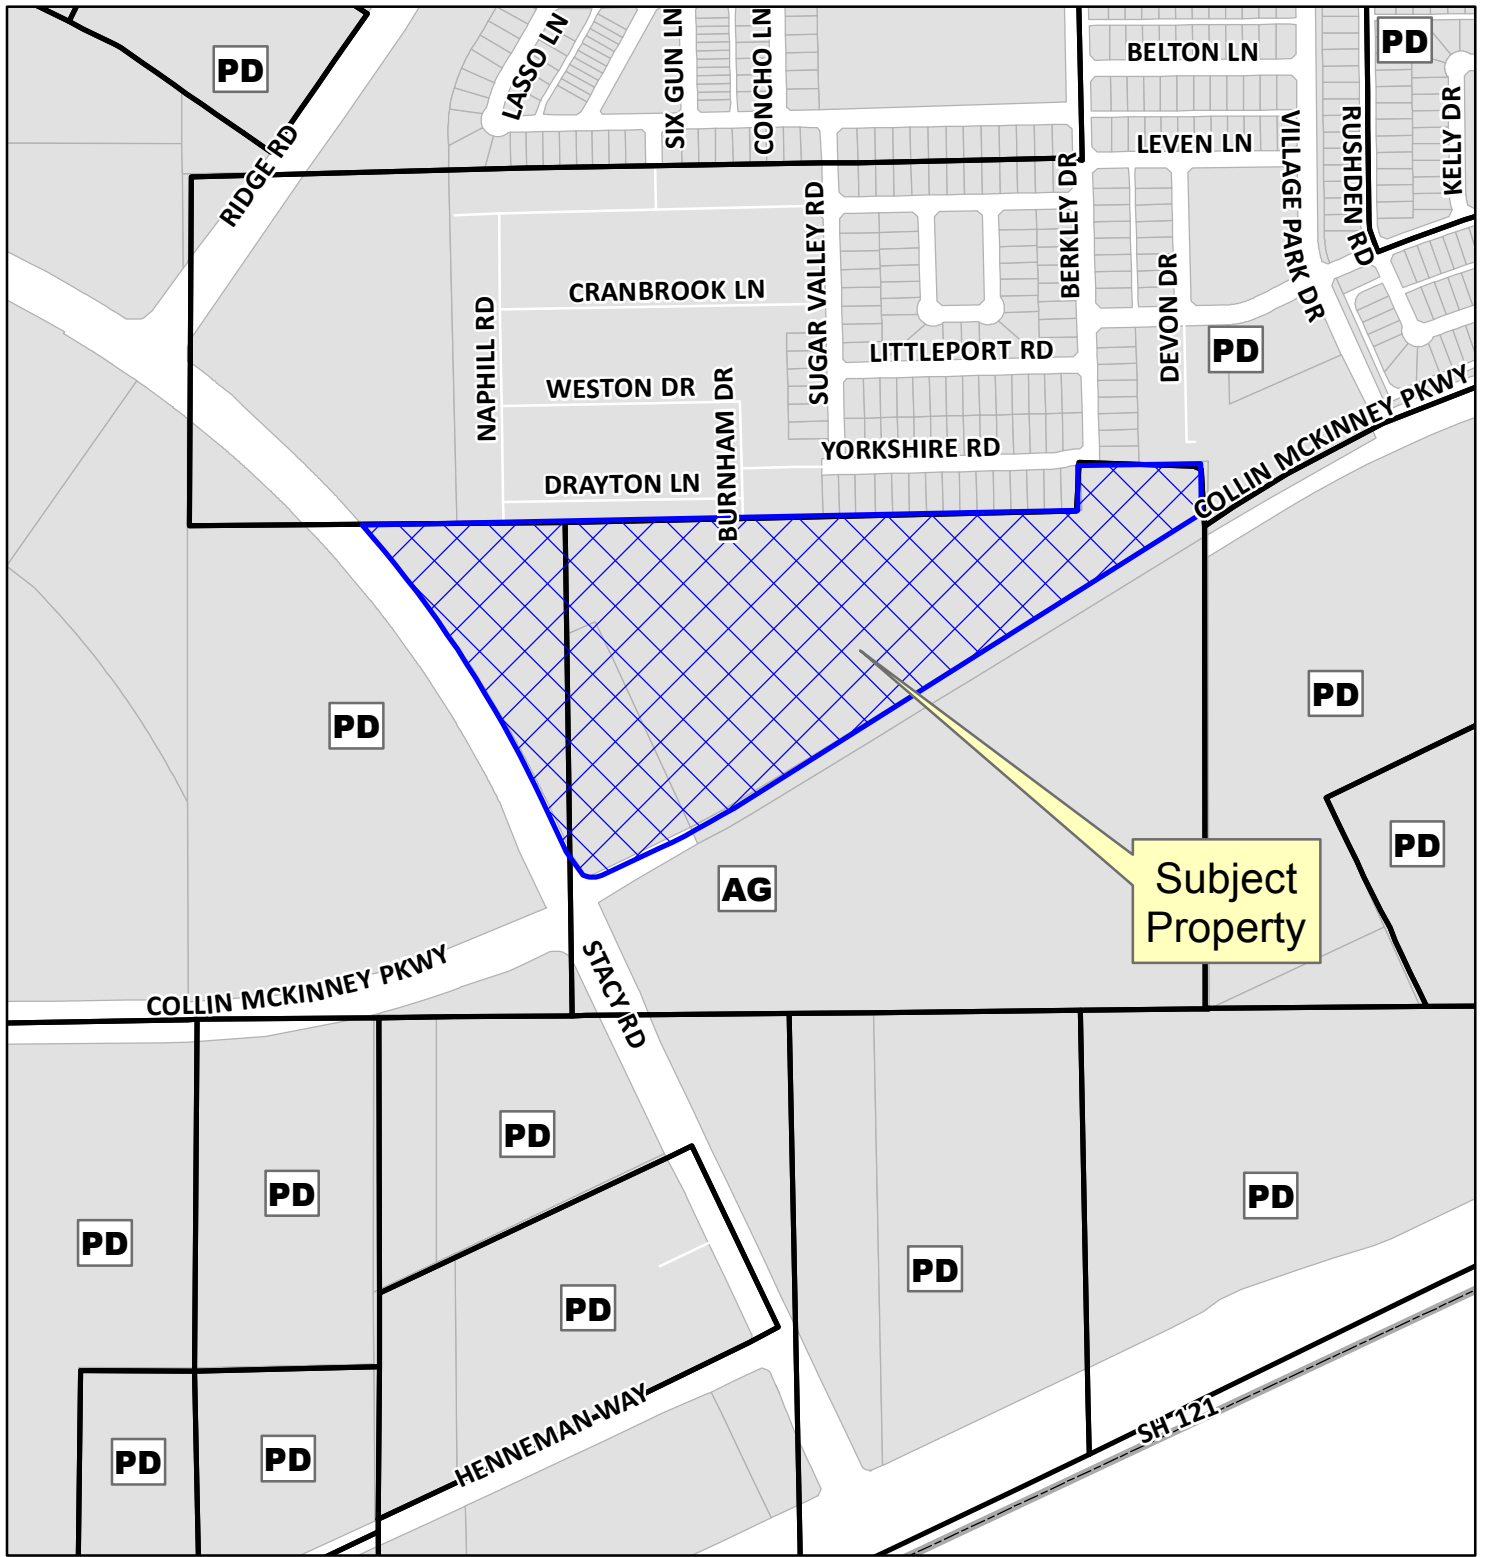 PD
LASSO LN
SIX GUN LN
CONCHO LN
BELTON LN
PD
RIDGE RD
LEVEN LN
VILLAGE PARK DR
RUSHDEN RD
KELLY DR
SUGAR VALLEY RD
BERKLEY DR
CRANBROOK LN
DEVON DR
NAPHILL RD
LITTLEPORT RD
PD
WESTON DR
BURNHAM DR
YORKSHIRE RD
COLLIN MCKINNEY PKWY
DRAYTON LN
PD
PD
PD
AG
Subject
Property
COLLIN MCKINNEY PKWY
STACY RD
PD
PD
PD
PD
PD
PD
HENNEMAN WAY
SH 121
PD
PD